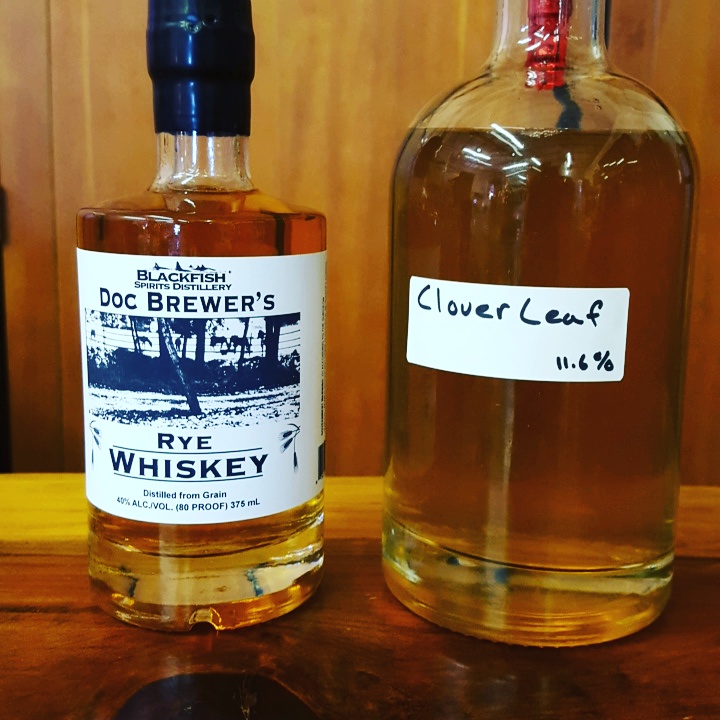 BLACKFISH
SPIRITS DISTILLERY
DOC BREWER'S
RYE
WHISKEY
Distilled from Grain
40% ALC./VOL. (80 PROOF) 375 mL
Clover Leaf
11.6%